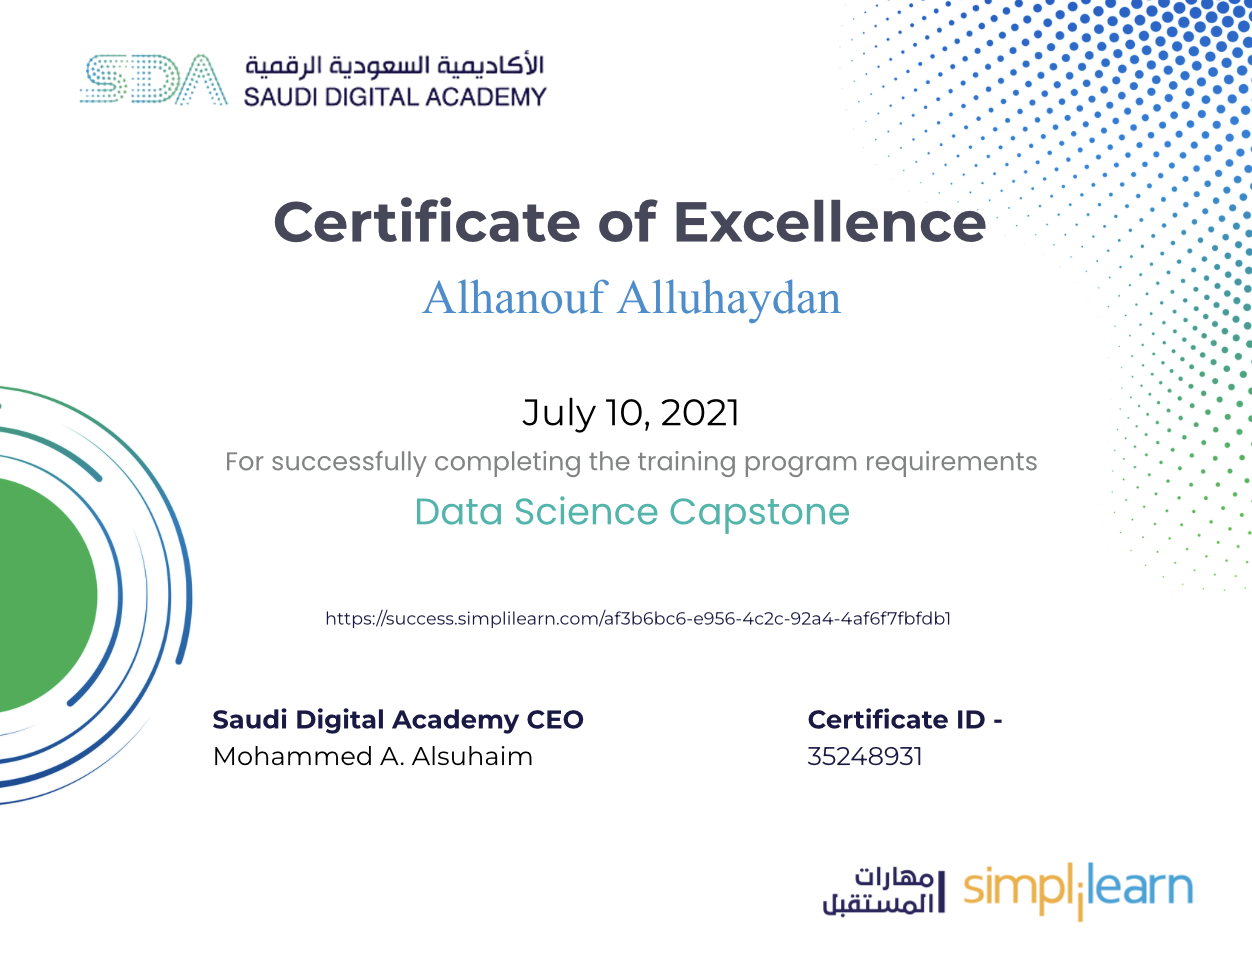 SDA
الأكاديمية السعودية الرقمية
SAUDI DIGITAL ACADEMY
Certificate of Excellence
Alhanouf Alluhaydan
July 10, 2021
For successfully completing the training program requirements
Data Science Capstone
https://success.simplilearn.com/af3b6bc6-e956-4c2c-92a4-4af6f7fbfdb1
Saudi Digital Academy CEO
Mohammed A. Alsuhaim
Certificate ID -
35248931
مهارات
المستقبل
simplilearn